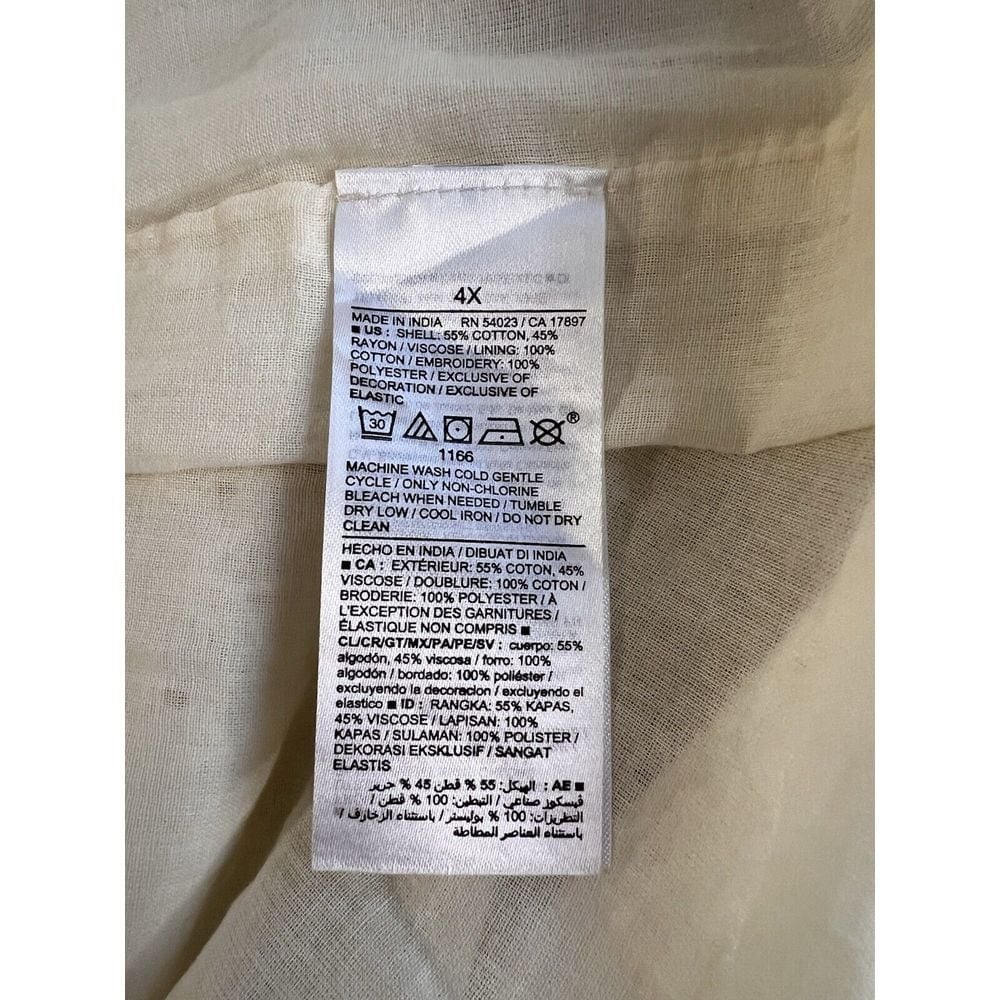 4X
MADE IN INDIA RN 54023 / CA 17897
■ US : SHELL: 55% COTTON, 45%
RAYON / VISCOSE / LINING: 100%
COTTON / EMBROIDERY: 100%
POLYESTER / EXCLUSIVE OF
DECORATION / EXCLUSIVE OF
ELASTIC
30 ®
1166
MACHINE WASH COLD GENTLE
CYCLE / ONLY NON-CHLORINE
BLEACH WHEN NEEDED / TUMBLE
DRY LOW / COOL IRON / DO NOT DRY
CLEAN
HECHO EN INDIA / DIBUAT DI INDIA
■ CA : EXTÉRIEUR: 55% COTON, 45%
VISCOSE / DOUBLURE: 100% COTON /
BRODERIE: 100% POLYESTER / À
L'EXCEPTION DES GARNITURES /
ÉLASTIQUE NON COMPRIS ■
CL/CR/GT/MX/PA/PE/SV : cuerpo: 55%
algodón, 45% viscosa / forro: 100%
algodón / bordado: 100% poliéster /
excluyendo la decoracion / excluyendo el
elastico ■ ID : RANGKA: 55% KAPAS,
45% VISCOSE / LAPISAN: 100%
KAPAS / SULAMAN: 100% POLISTER /
DEKORASI EKSKLUSIF / SANGAT
ELASTIS
■ AE : الهيكل: 55 % قطن 45 % حرير
فيسكوز صناعي / التبطين: 100 % قطن /
التطريزات: 100 % بوليستر / باستثناء الزخارف /
باستثناء العناصر المطاطة